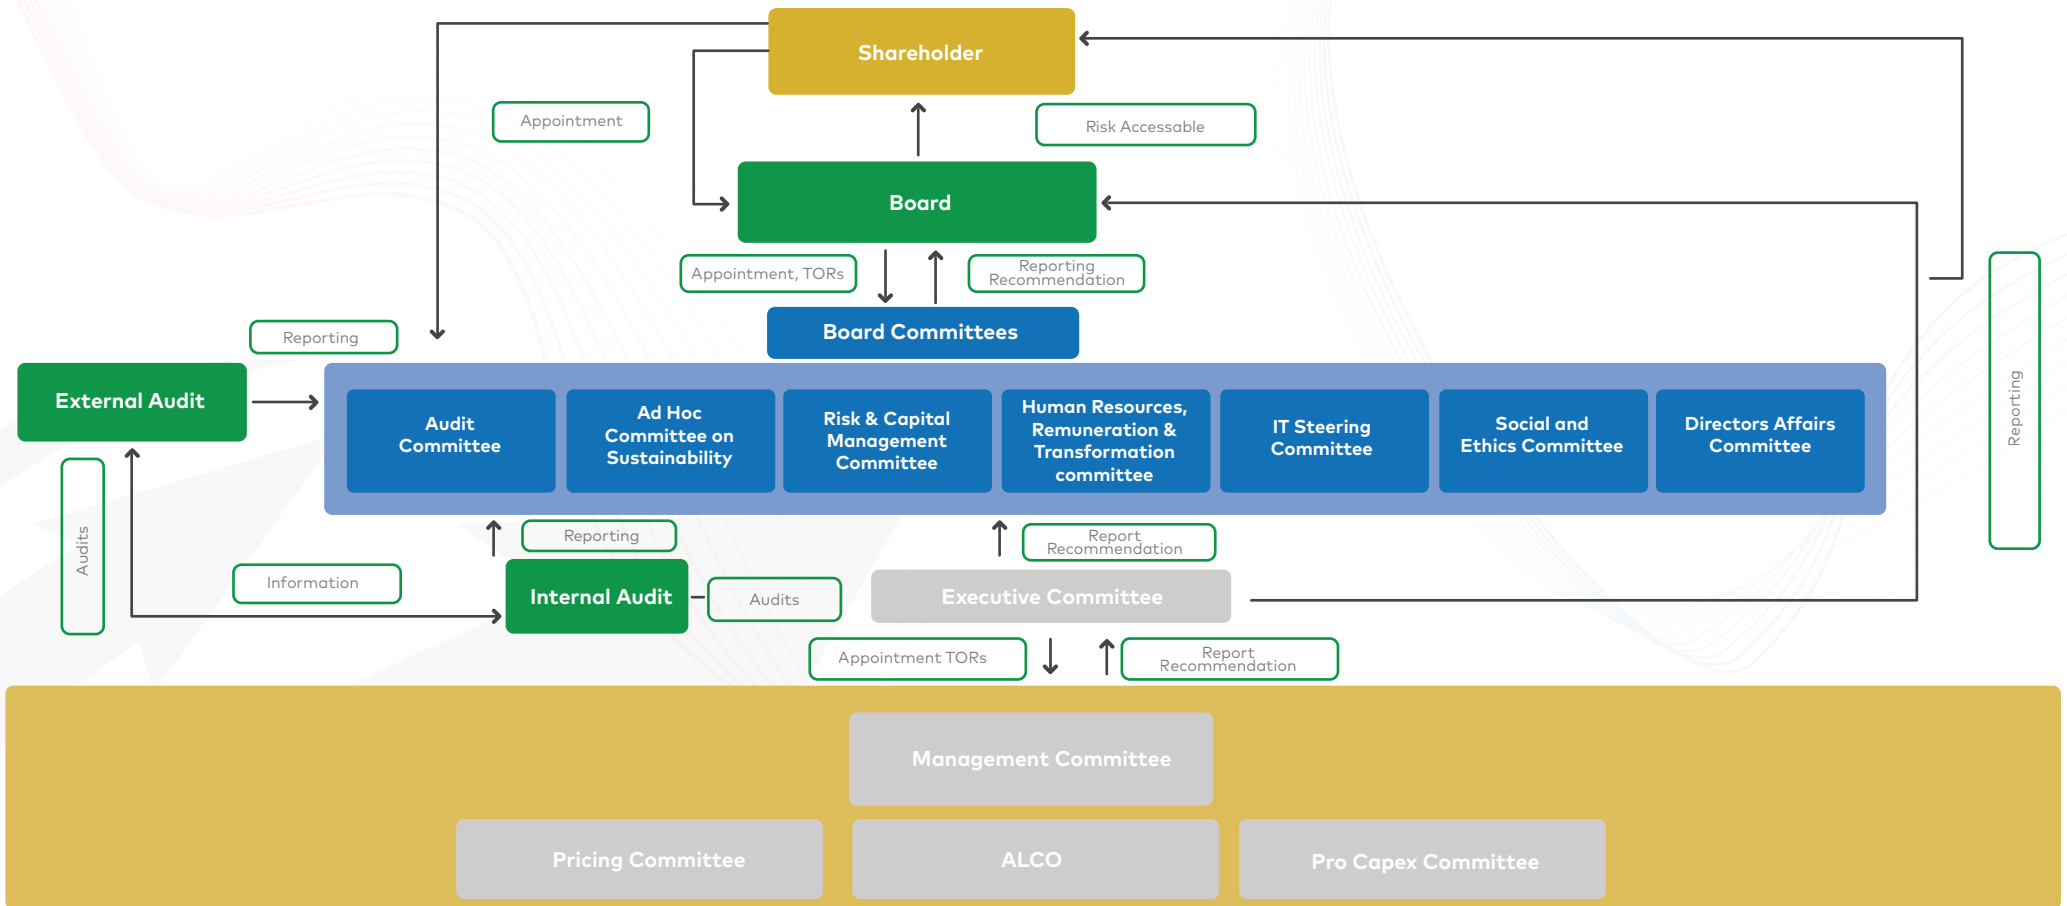 Shareholder
Appointment
Risk Accessable
Board
Appointment, TORs
Reporting
Recommendation
Board Committees
Reporting
External Audit
Audit
Committee
Ad Hoc
Committee on
Sustainability
Risk & Capital
Management
Committee
Human Resources,
Remuneration &
Transformation
committee
IT Steering
Committee
Social and
Ethics Committee
Directors Affairs
Committee
Reporting
Audits
Reporting
Report
Recommendation
Information
Internal Audit
Audits
Executive Committee
Appointment TORs
Report
Recommendation
Management Committee
Pricing Committee
ALCO
Pro Capex Committee